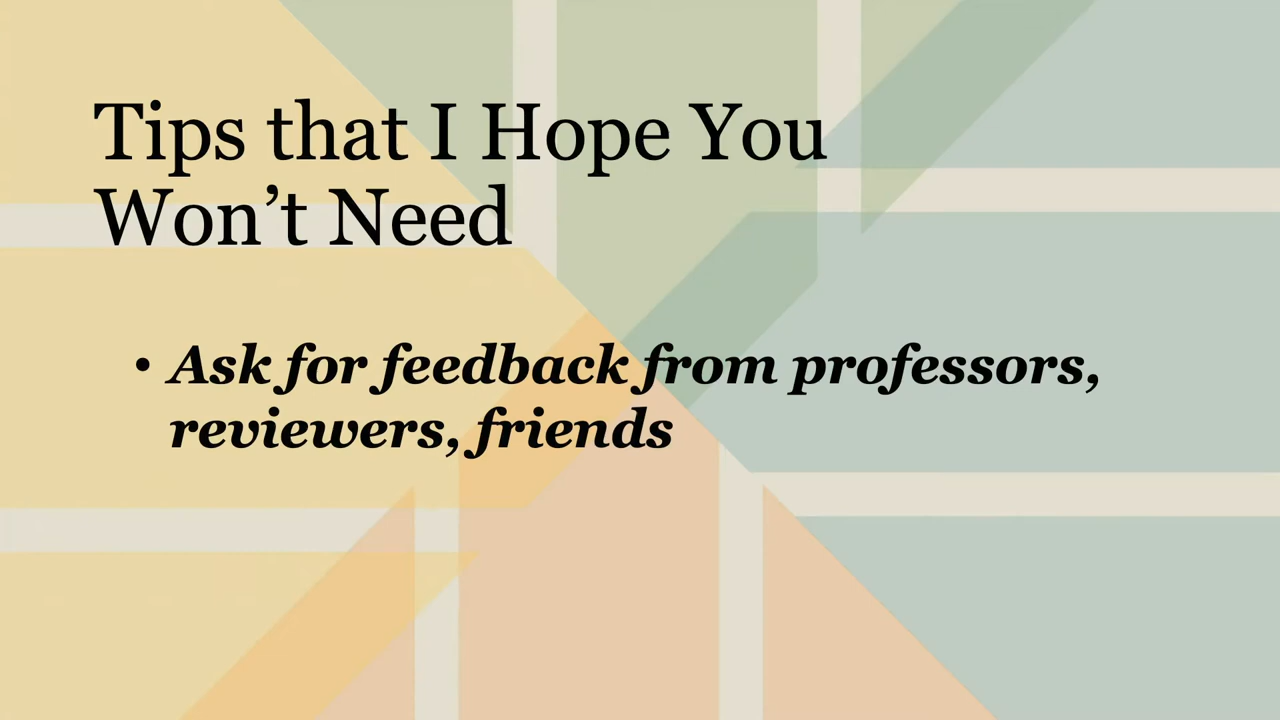 Tips that I Hope You
Won’t Need
• Ask for feedback from professors,
reviewers, friends